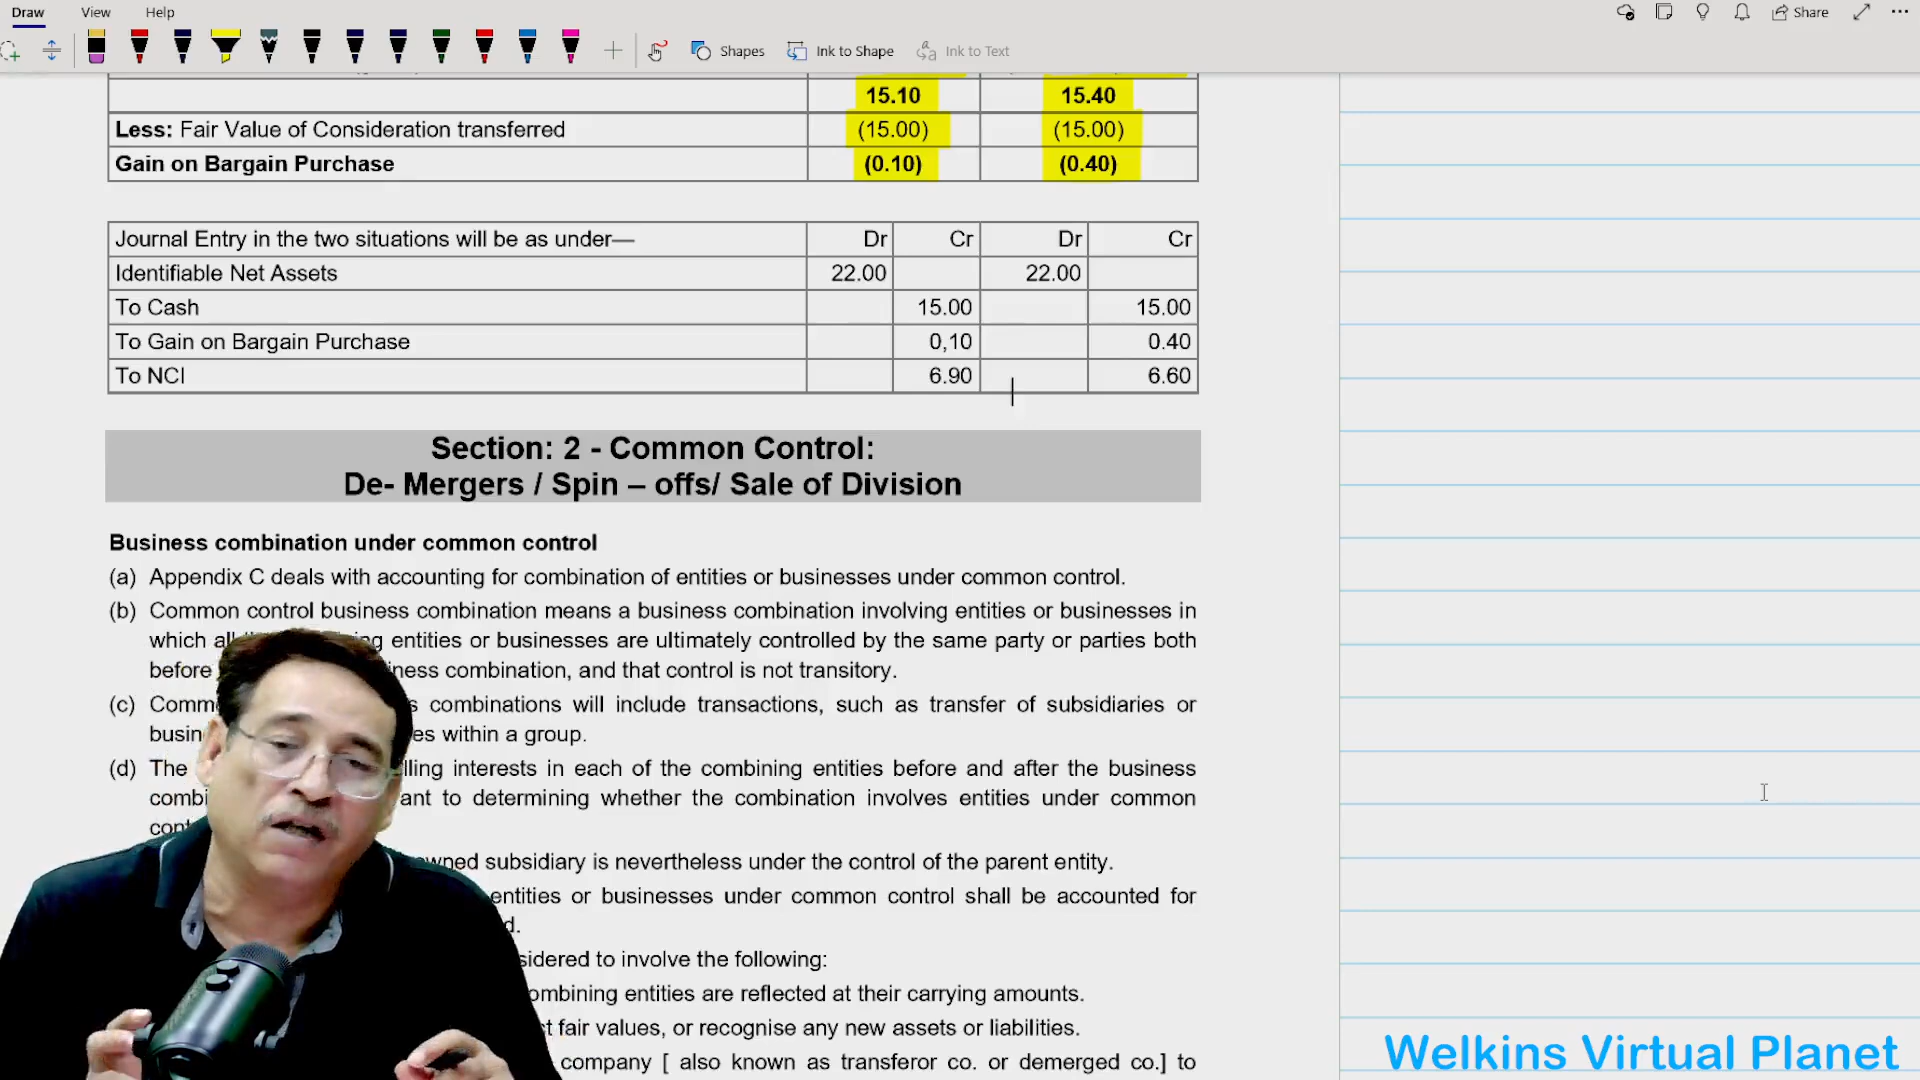 Draw View Help Share
Shapes Ink to Shape Ink to Text
15.10 15.40
Less: Fair Value of Consideration transferred (15.00) (15.00)
Gain on Bargain Purchase (0.10) (0.40)
Journal Entry in the two situations will be as under— Dr Cr Dr Cr
Identifiable Net Assets 22.00 22.00
To Cash 15.00 15.00
To Gain on Bargain Purchase 0,10 0.40
To NCI 6.90 6.60
Section: 2 - Common Control:
De- Mergers / Spin – offs/ Sale of Division
Business combination under common control
(a) Appendix C deals with accounting for combination of entities or businesses under common control.
(b) Common control business combination means a business combination involving entities or businesses in
which entities or businesses are ultimately controlled by the same party or parties both
before combination, and that control is not transitory.
(c) combinations will include transactions, such as transfer of subsidiaries or
within a group.
(d) The interests in each of the combining entities before and after the business
to determining whether the combination involves entities under common
subsidiary is nevertheless under the control of the parent entity.
entities or businesses under common control shall be accounted for
to involve the following:
entities are reflected at their carrying amounts.
fair values, or recognise any new assets or liabilities.
company [ also known as transferor co. or demerged co.] to
Welkins Virtual Planet